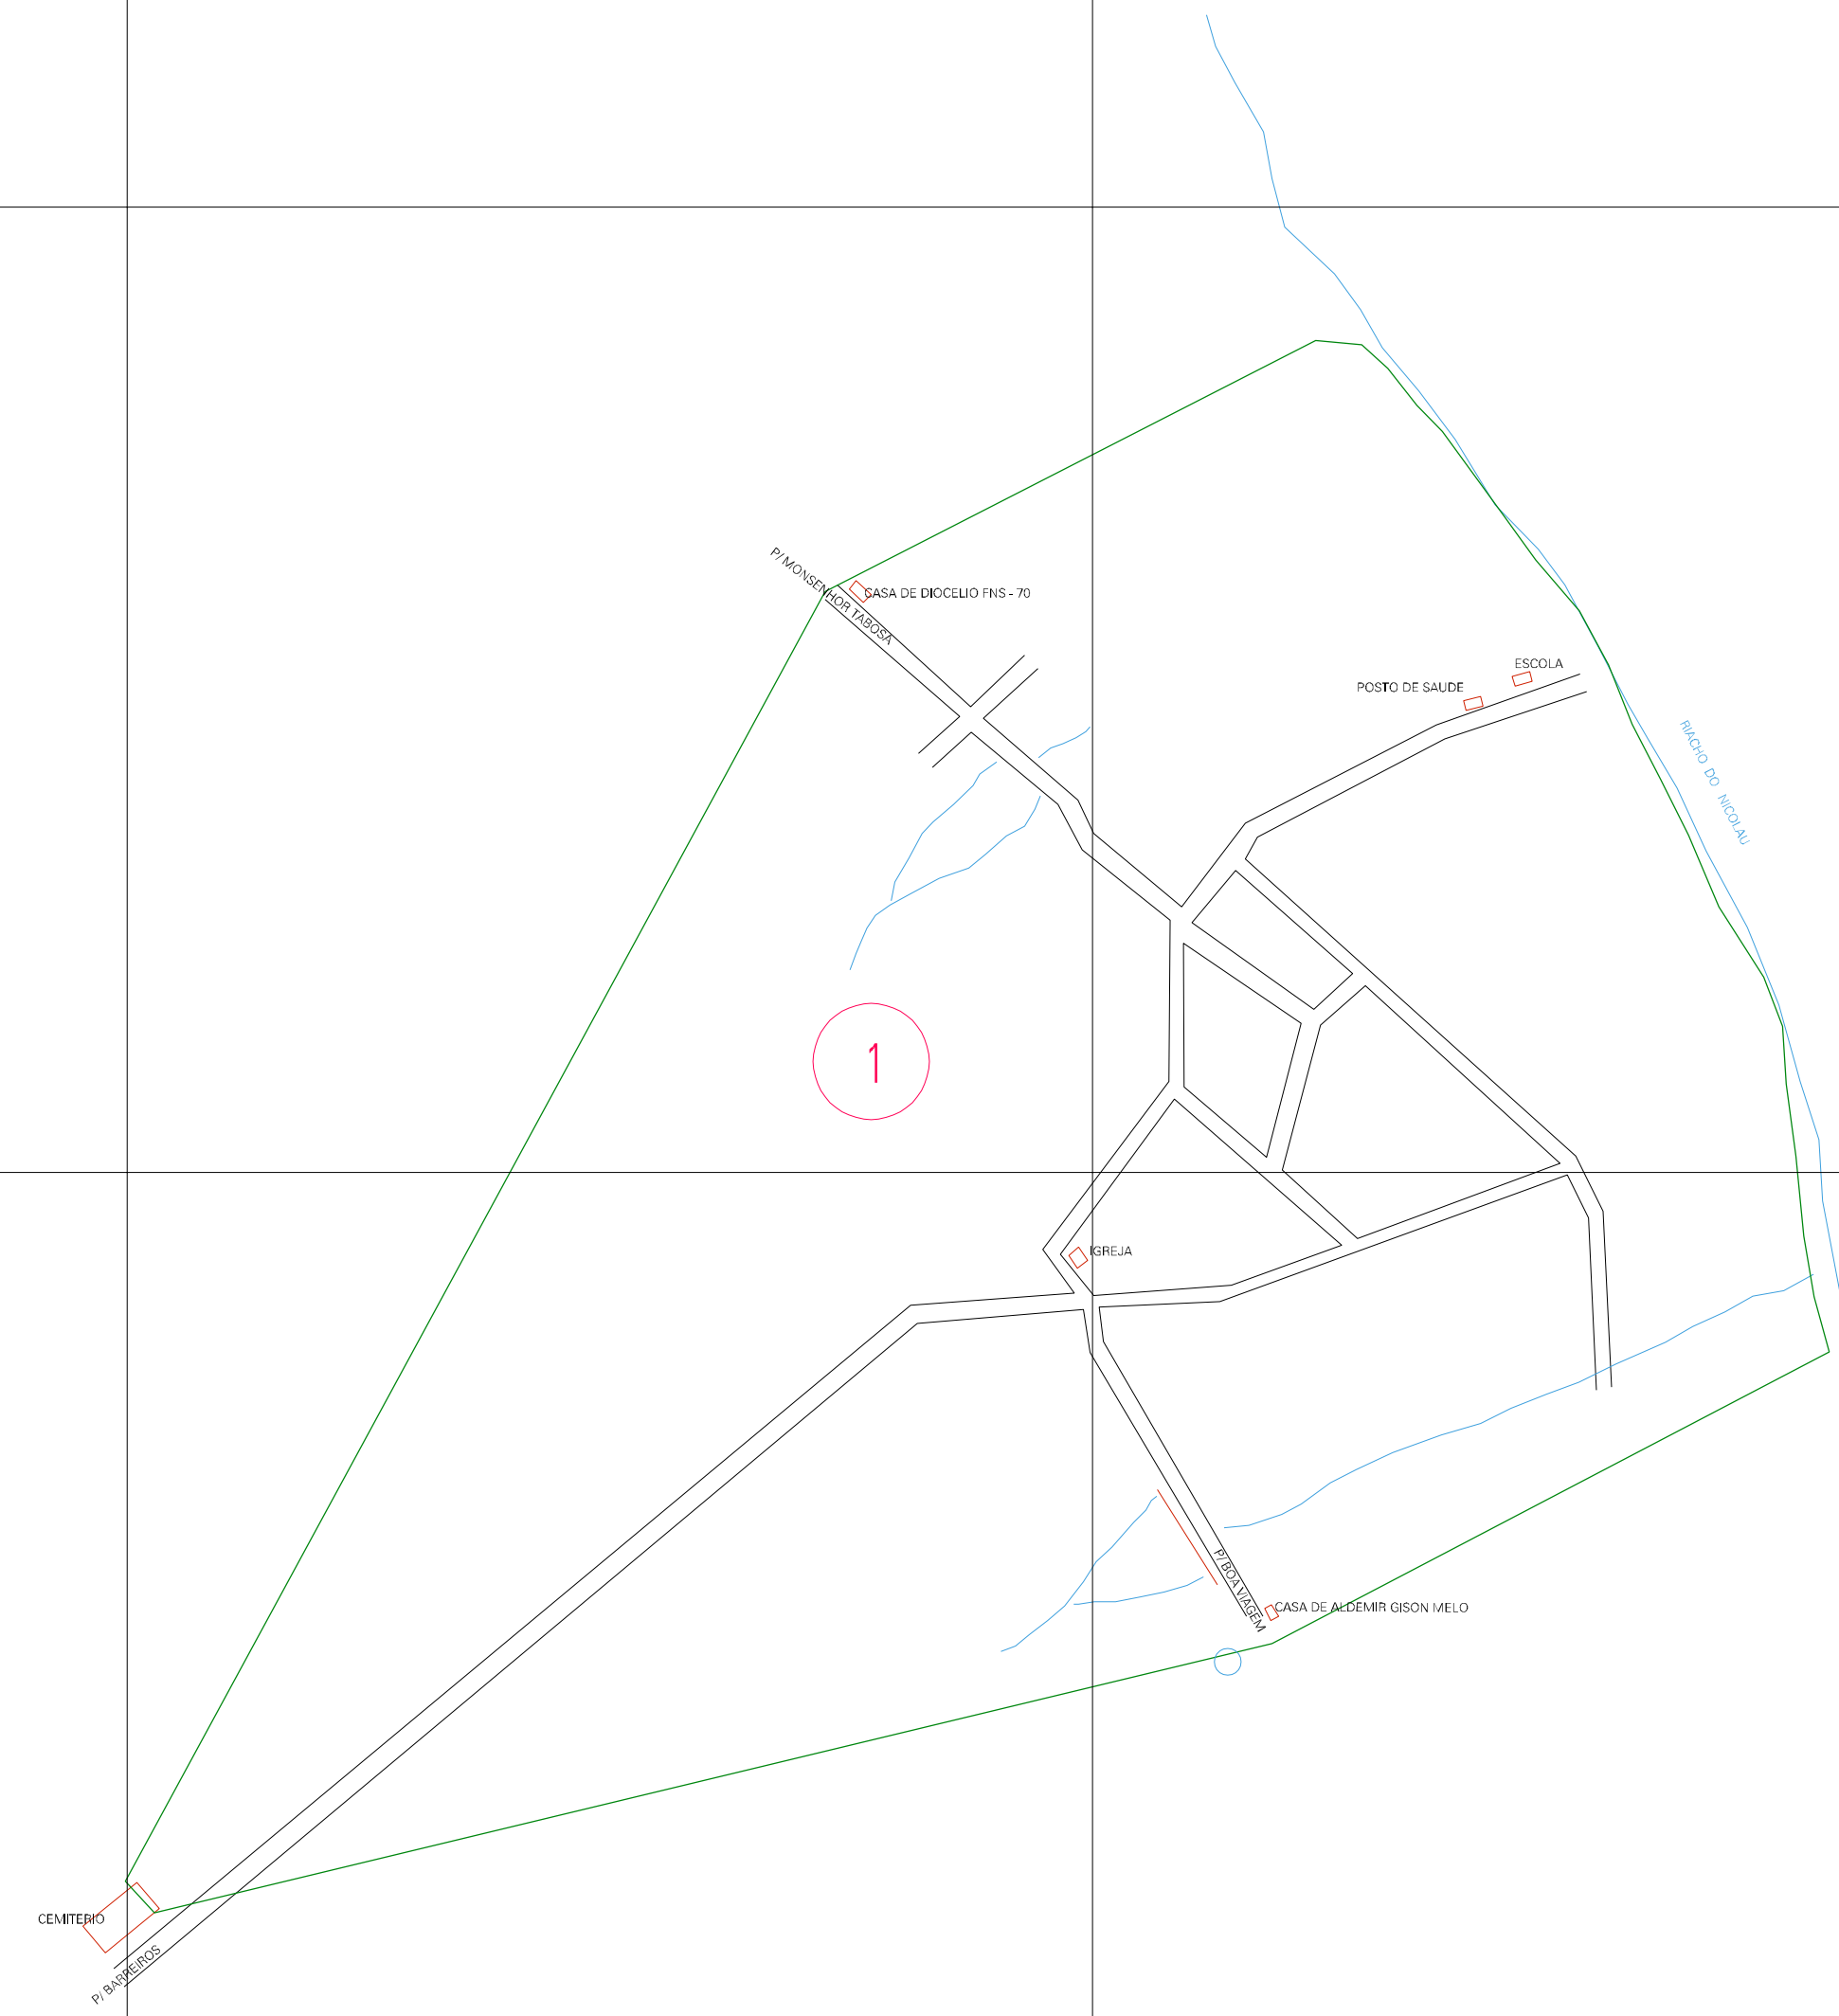 P/ MONSENHOR TABOSA
CASA DE DIOCELIO FNS - 70
ESCOLA
POSTO DE SAUDE
RIACHO DO NICOLAU
1
IGREJA
P/ BOA VIAGEM
CASA DE ALDEMIR GISON MELO
CEMITERIO
P/ BARREIROS